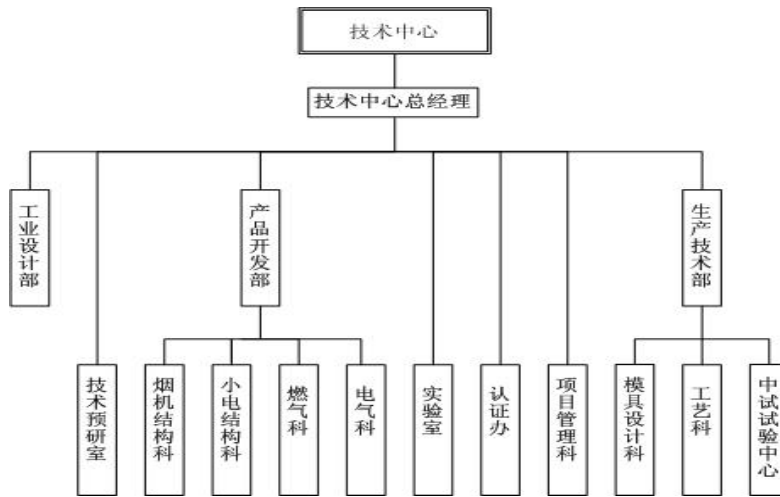 技术中心
技术中心总经理
工业设计部
产品开发部
生产技术部
技术预研室
烟机结构科
小电结构科
燃气科
电气科
实验室
认证办
项目管理科
模具设计科
工艺科
中试试验中心